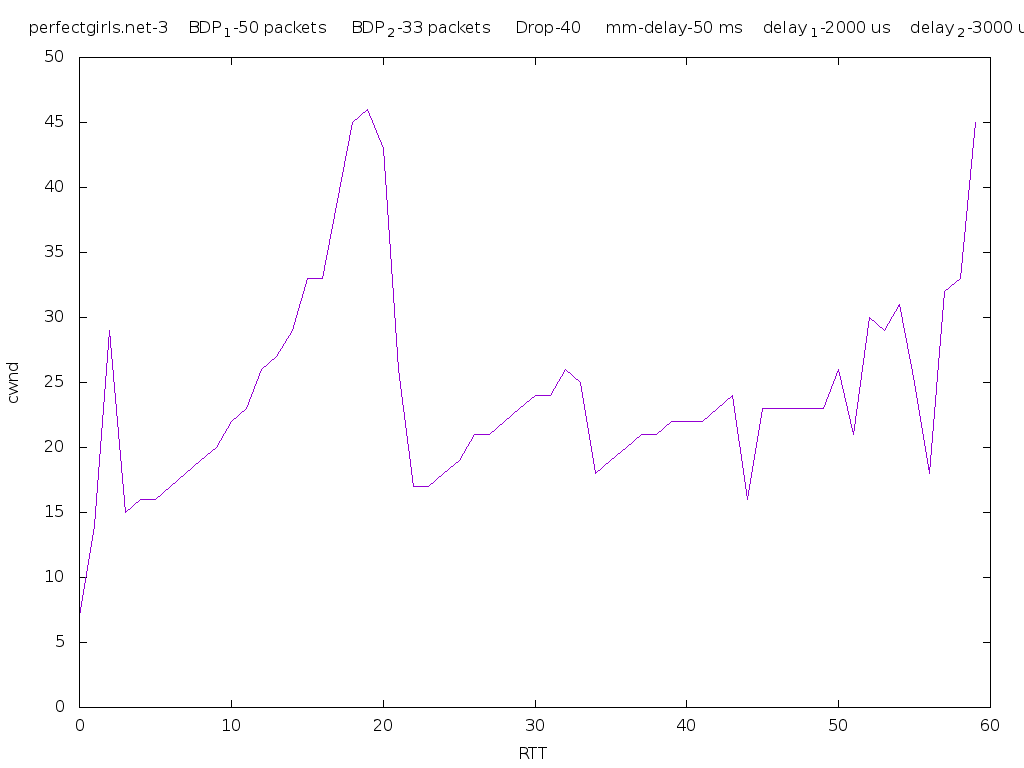 perfectgirls.net-3 BDP1-50 packets BDP2-33 packets Drop-40 mm-delay-50 ms delay1-2000 us delay2-3000 u
50
45
40
35
30
25
20
15
10
5
0
cwnd
0 10 20 30 40 50 60
RTT